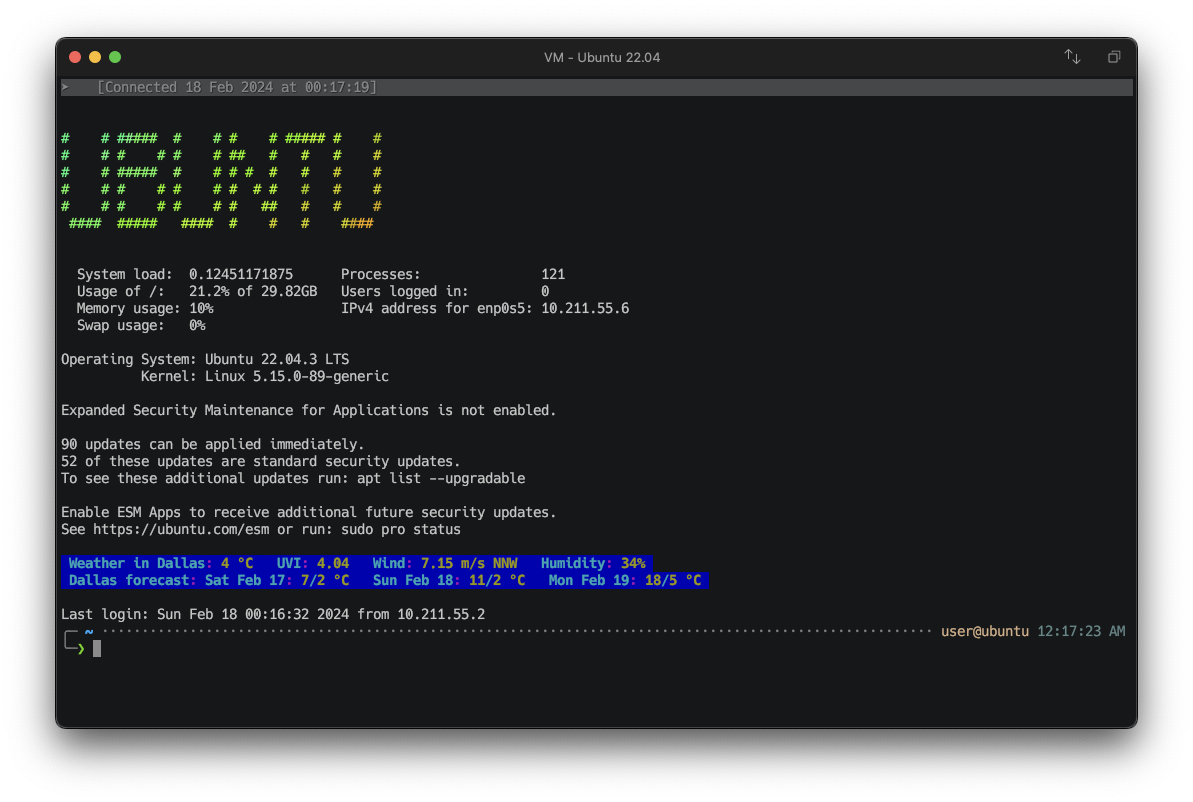 VM - Ubuntu 22.04
[Connected 18 Feb 2024 at 00:17:19]
UBUNTU
System load: 0.12451171875 Processes: 121
Usage of /: 21.2% of 29.82GB Users logged in: 0
Memory usage: 10% IPv4 address for enp0s5: 10.211.55.6
Swap usage: 0%
Operating System: Ubuntu 22.04.3 LTS
Kernel: Linux 5.15.0-89-generic
Expanded Security Maintenance for Applications is not enabled.
90 updates can be applied immediately.
52 of these updates are standard security updates.
To see these additional updates run: apt list --upgradable
Enable ESM Apps to receive additional future security updates.
See https://ubuntu.com/esm or run: sudo pro status
Weather in Dallas: 4 °C UVI: 4.04 Wind: 7.15 m/s NNW Humidity: 34%
Dallas forecast: Sat Feb 17: 7/2 °C Sun Feb 18: 11/2 °C Mon Feb 19: 18/5 °C
Last login: Sun Feb 18 00:16:32 2024 from 10.211.55.2
~ user@ubuntu 12:17:23 AM